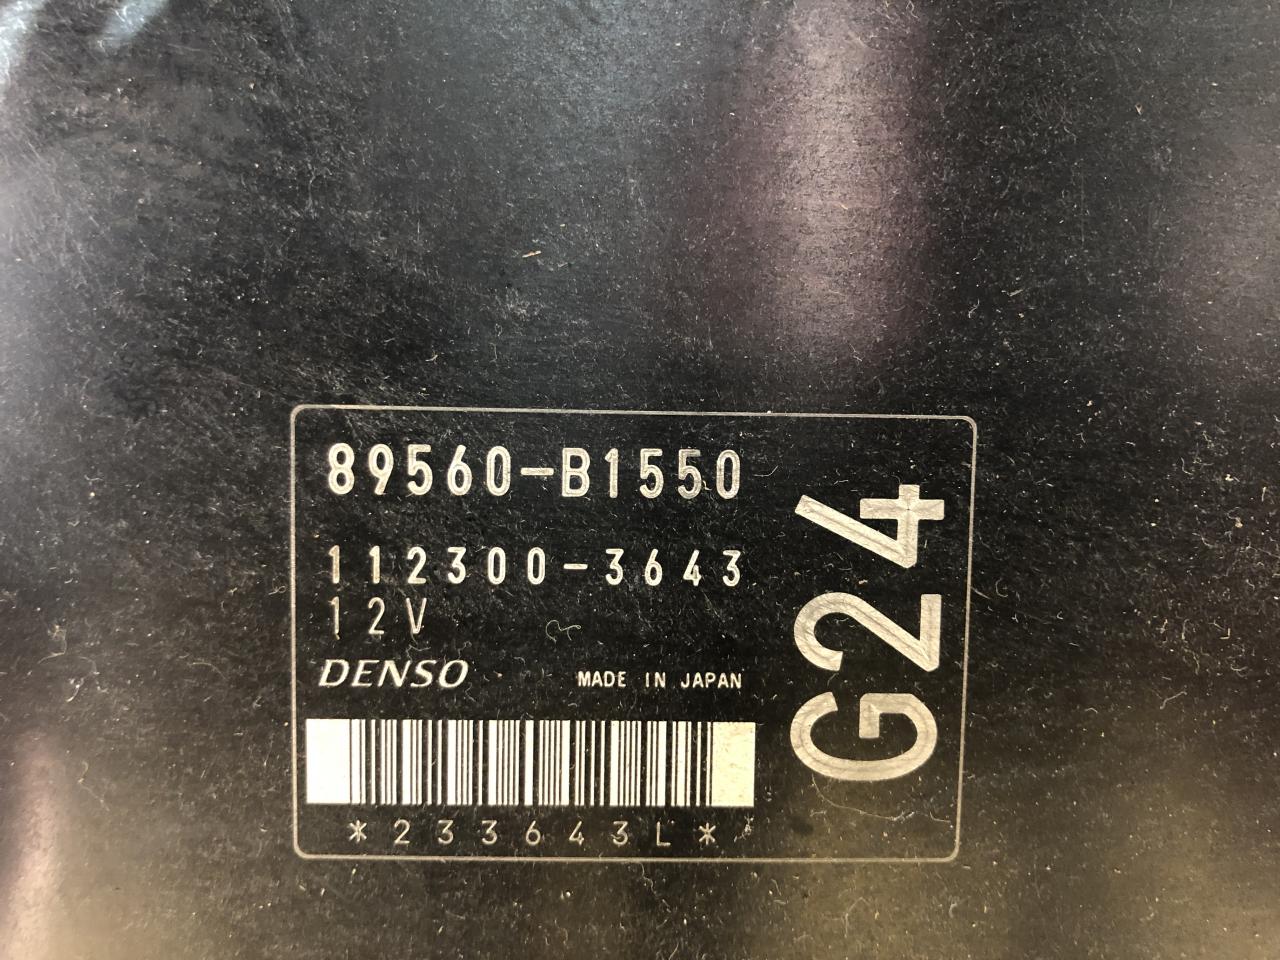 89560-B1550
112300-3643
12V
DENSO MADE IN JAPAN
*233643L*
G24